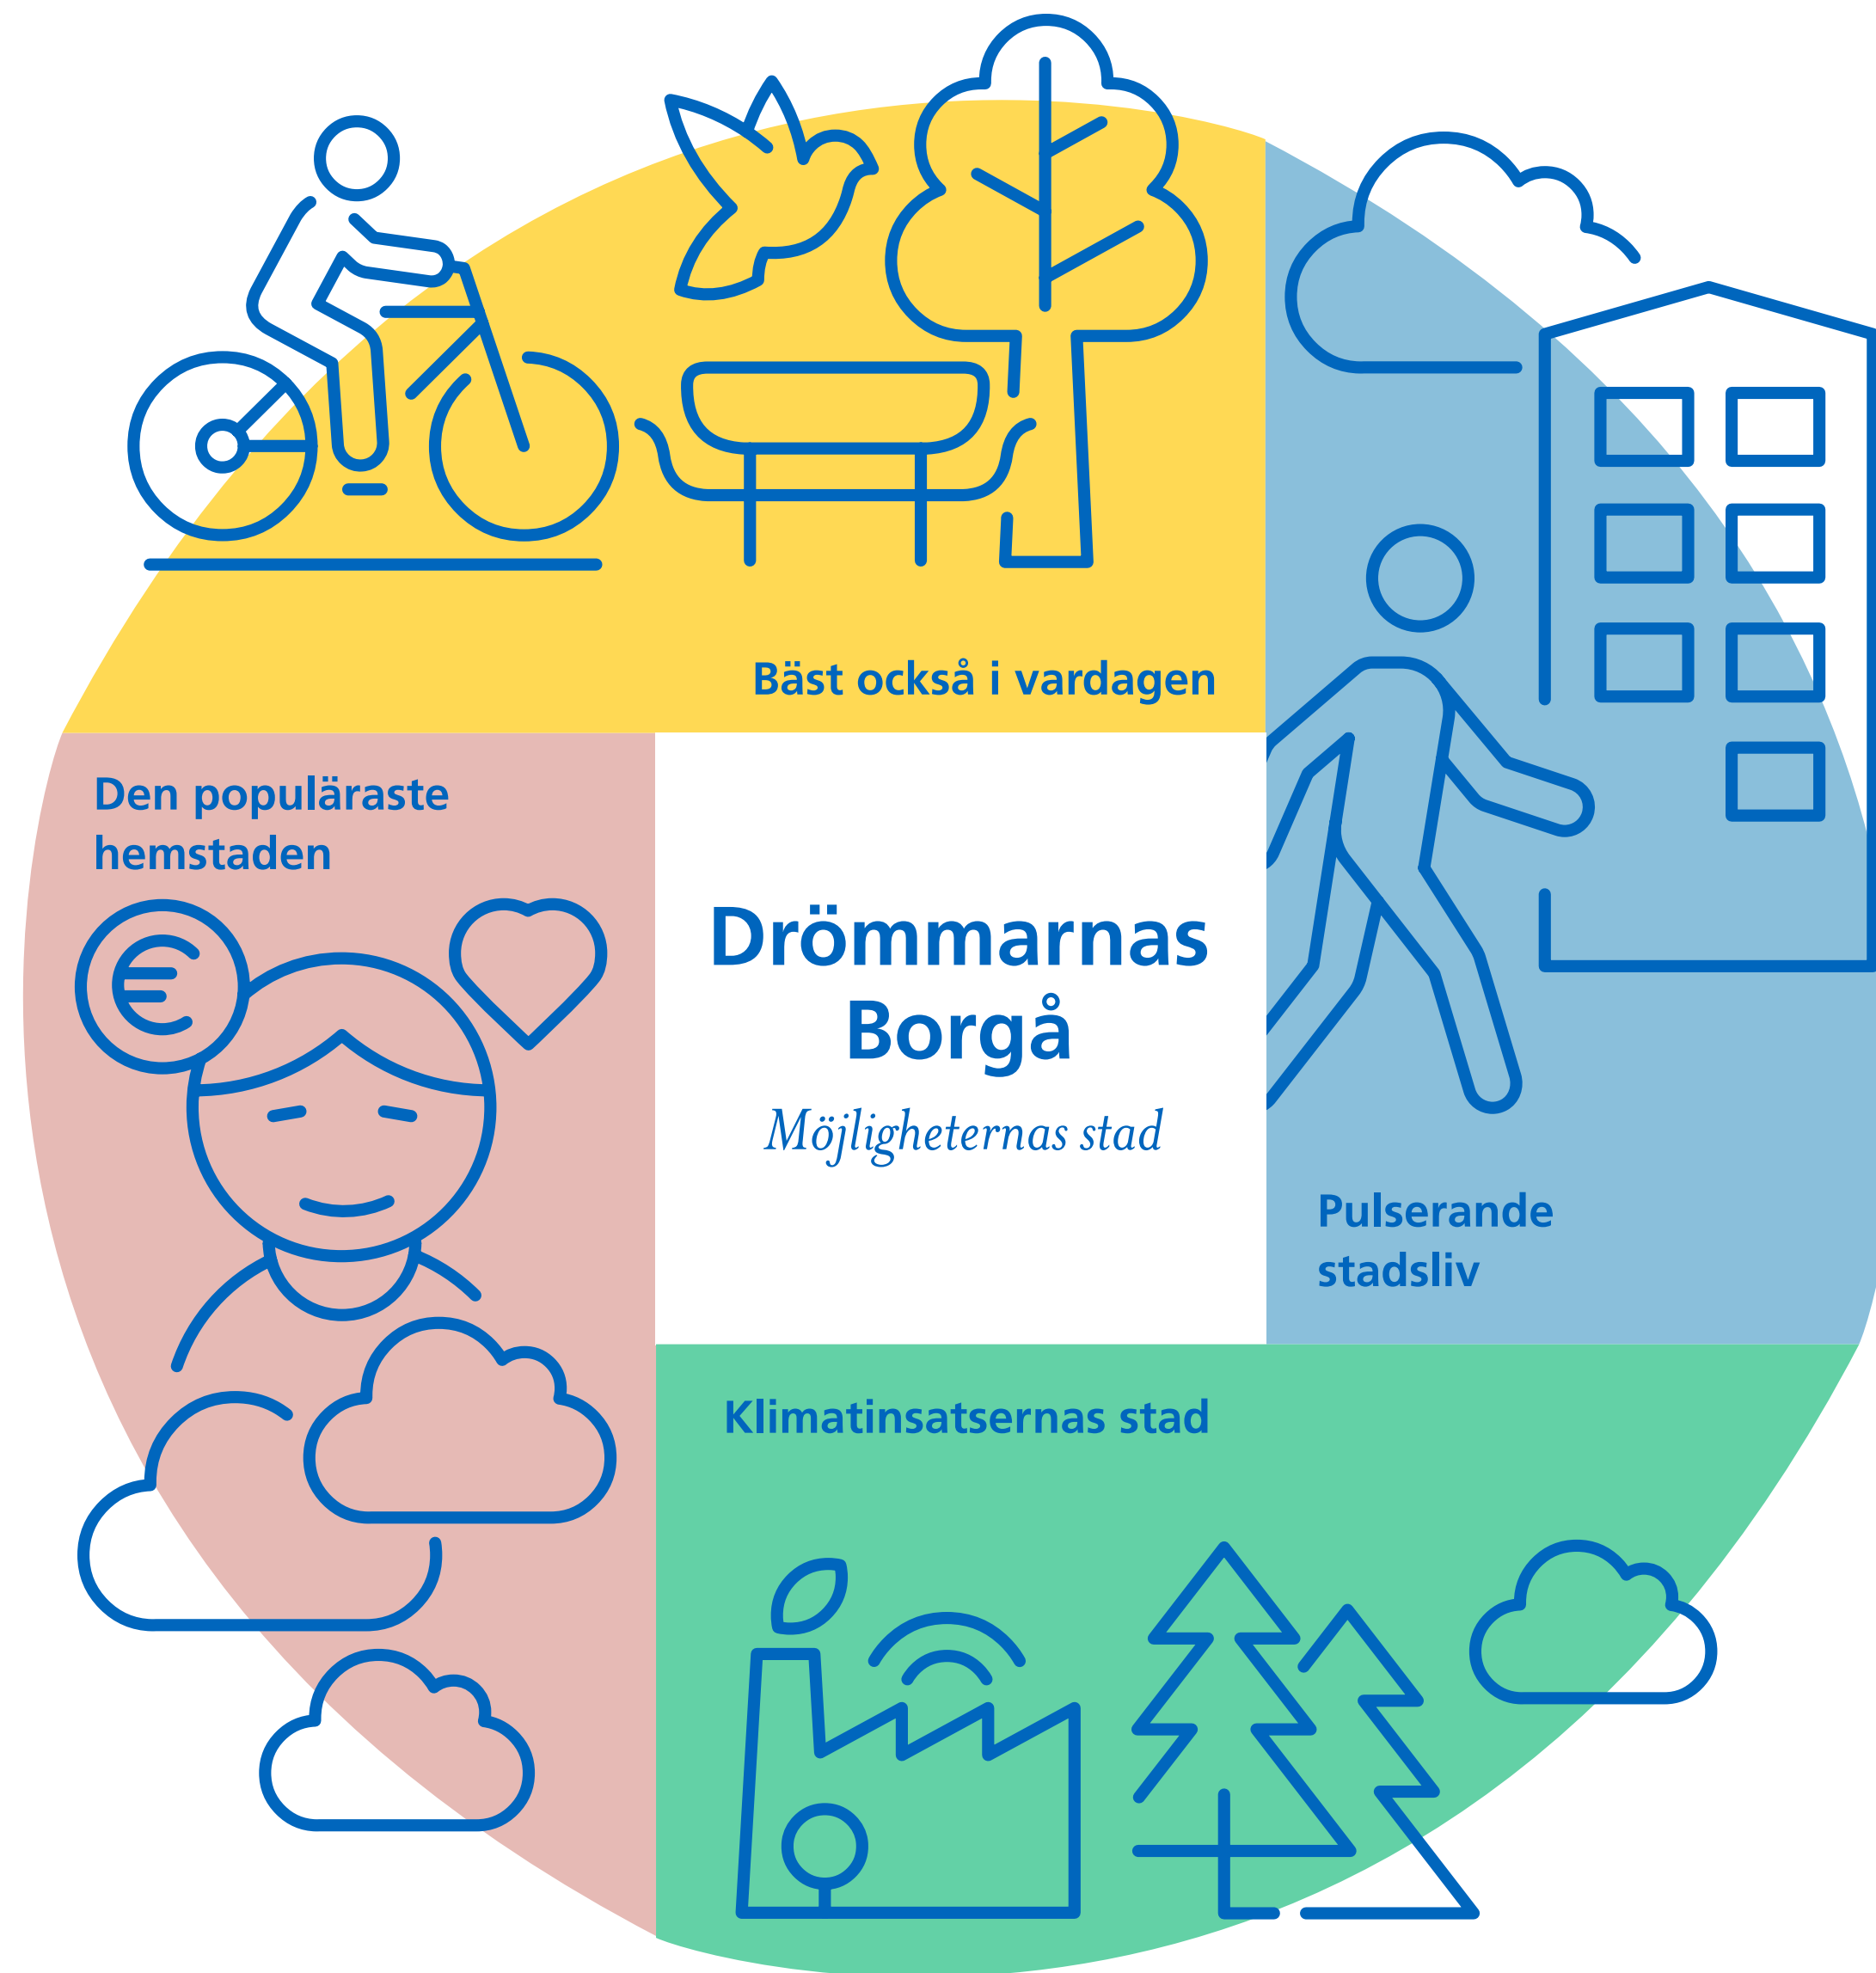 Bäst också i vardagen
Den populäraste
hemstaden
€
Drömmarnas
Borgå
Möjligheternas stad
Pulserande
stadsliv
Klimatinsatsernas stad